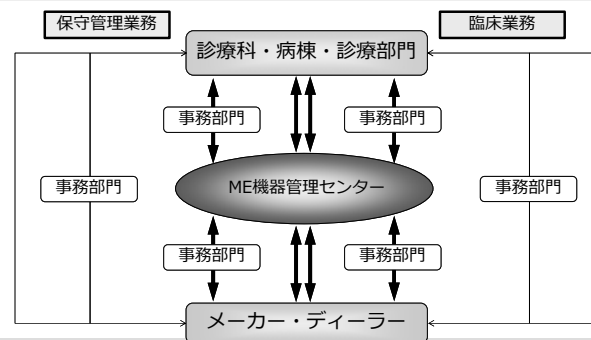 保守管理業務
臨床業務
診療科・病棟・診療部門
事務部門
事務部門
ME機器管理センター
事務部門
事務部門
事務部門
事務部門
メーカー・ディーラー